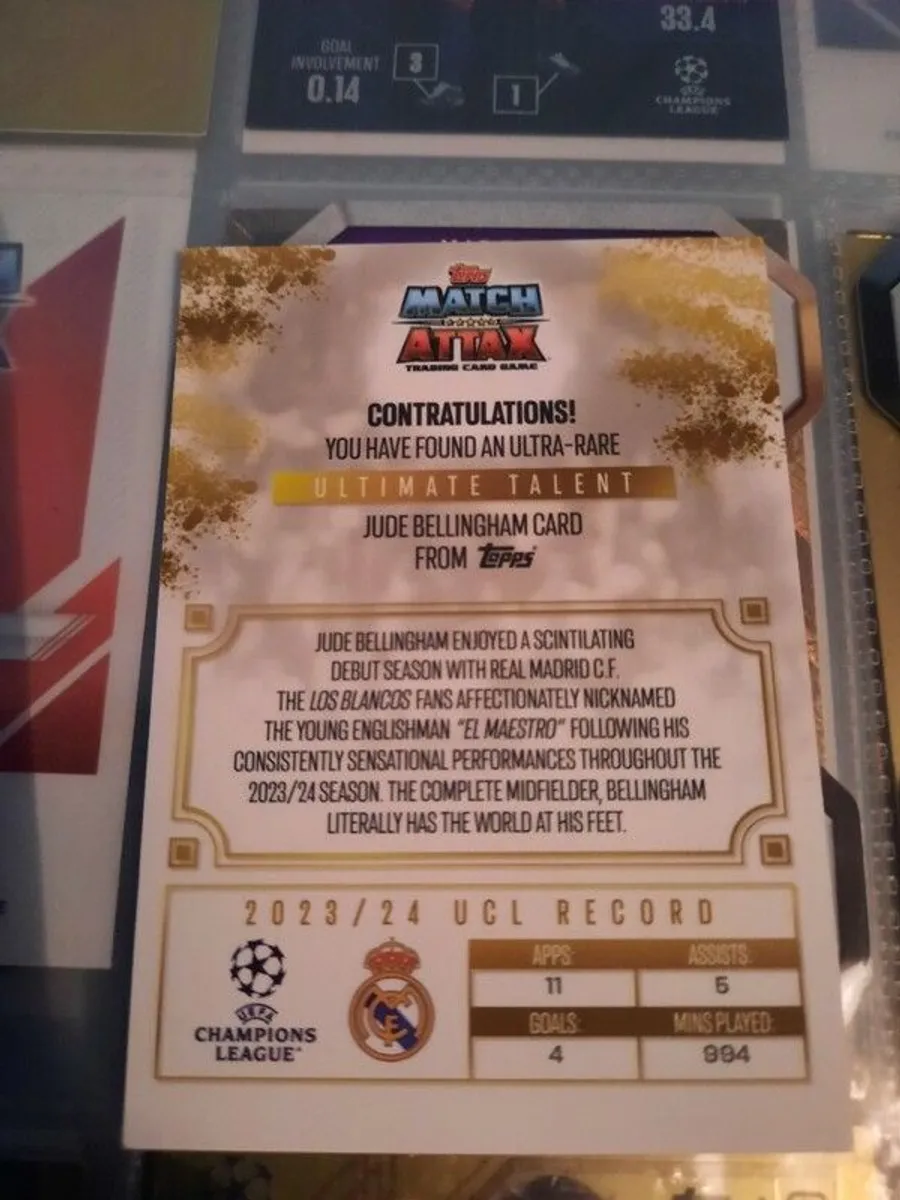 33.4
GOAL
INVOLVEMENT
0.14
3
1
CHAMPIONS
LEAGUE
TOPPS
MATCH
ATTAX
TRADING CARD GAME
CONTRATULATIONS!
YOU HAVE FOUND AN ULTRA-RARE
ULTIMATE TALENT
JUDE BELLINGHAM CARD
FROM TOPPS
JUDE BELLINGHAM ENJOYED A SCINTILATING
DEBUT SEASON WITH REAL MADRID C.F.
THE LOS BLANCOS FANS AFFECTIONATELY NICKNAMED
THE YOUNG ENGLISHMAN "EL MAESTRO" FOLLOWING HIS
CONSISTENTLY SENSATIONAL PERFORMANCES THROUGHOUT THE
2023/24 SEASON. THE COMPLETE MIDFIELDER, BELLINGHAM
LITERALLY HAS THE WORLD AT HIS FEET.
2023/24 UCL RECORD
APPS: ASSISTS:
11 5
GOALS: MINS PLAYED:
4 994
UEFA
CHAMPIONS
LEAGUE™